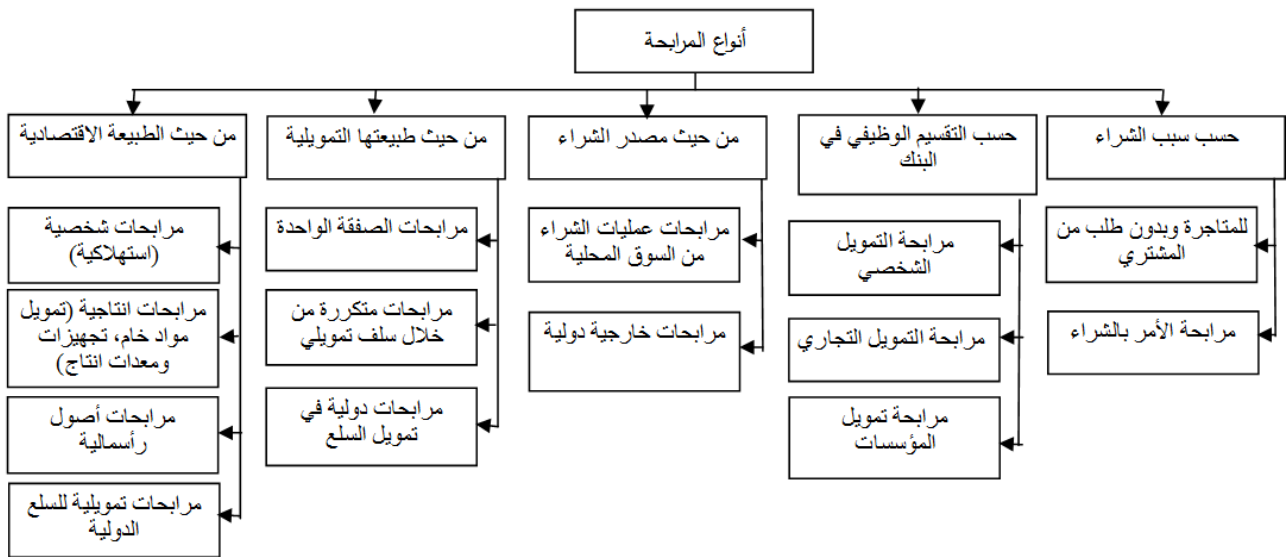 أنواع المرابحة
حسب سبب الشراء
للمتاجرة وبدون طلب من
المشتري
مرابحة الأمر بالشراء
حسب التقسيم الوظيفي في
البنك
مرابحة التمويل
الشخصي
مرابحة التمويل التجاري
مرابحة تمويل
المؤسسات
من حيث مصدر الشراء
مرابحات عمليات الشراء
من السوق المحلية
مرابحات خارجية دولية
من حيث طبيعتها التمويلية
مرابحات الصفقة الواحدة
مرابحات متكررة من
خلال سلف تمويلي
مرابحات دولية في
تمويل السلع
من حيث الطبيعة الاقتصادية
مرابحات شخصية
(استهلاكية)
مرابحات انتاجية (تمويل
مواد خام، تجهيزات
ومعدات انتاج)
مرابحات أصول
رأسمالية
مرابحات تمويلية للسلع
الدولية